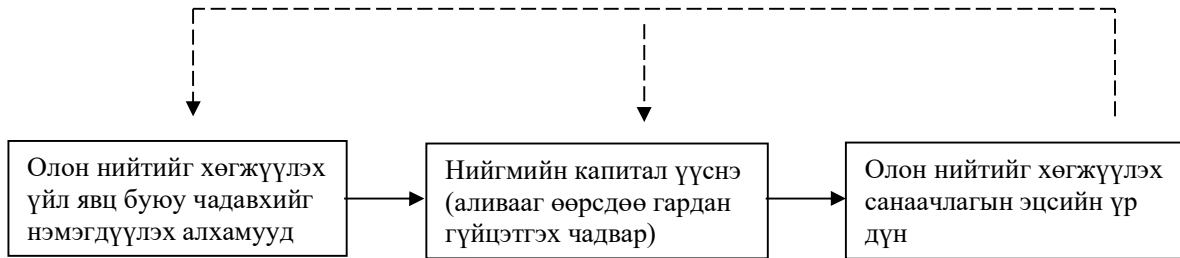 Олон нийтийг хөгжүүлэх
үйл явц буюу чадавхийг
нэмэгдүүлэх алхамууд
Нийгмийн капитал үүснэ
(аливааг өөрсдөө гардан
гүйцэтгэх чадвар)
Олон нийтийг хөгжүүлэх
санаачлагын эцсийн үр
дүн